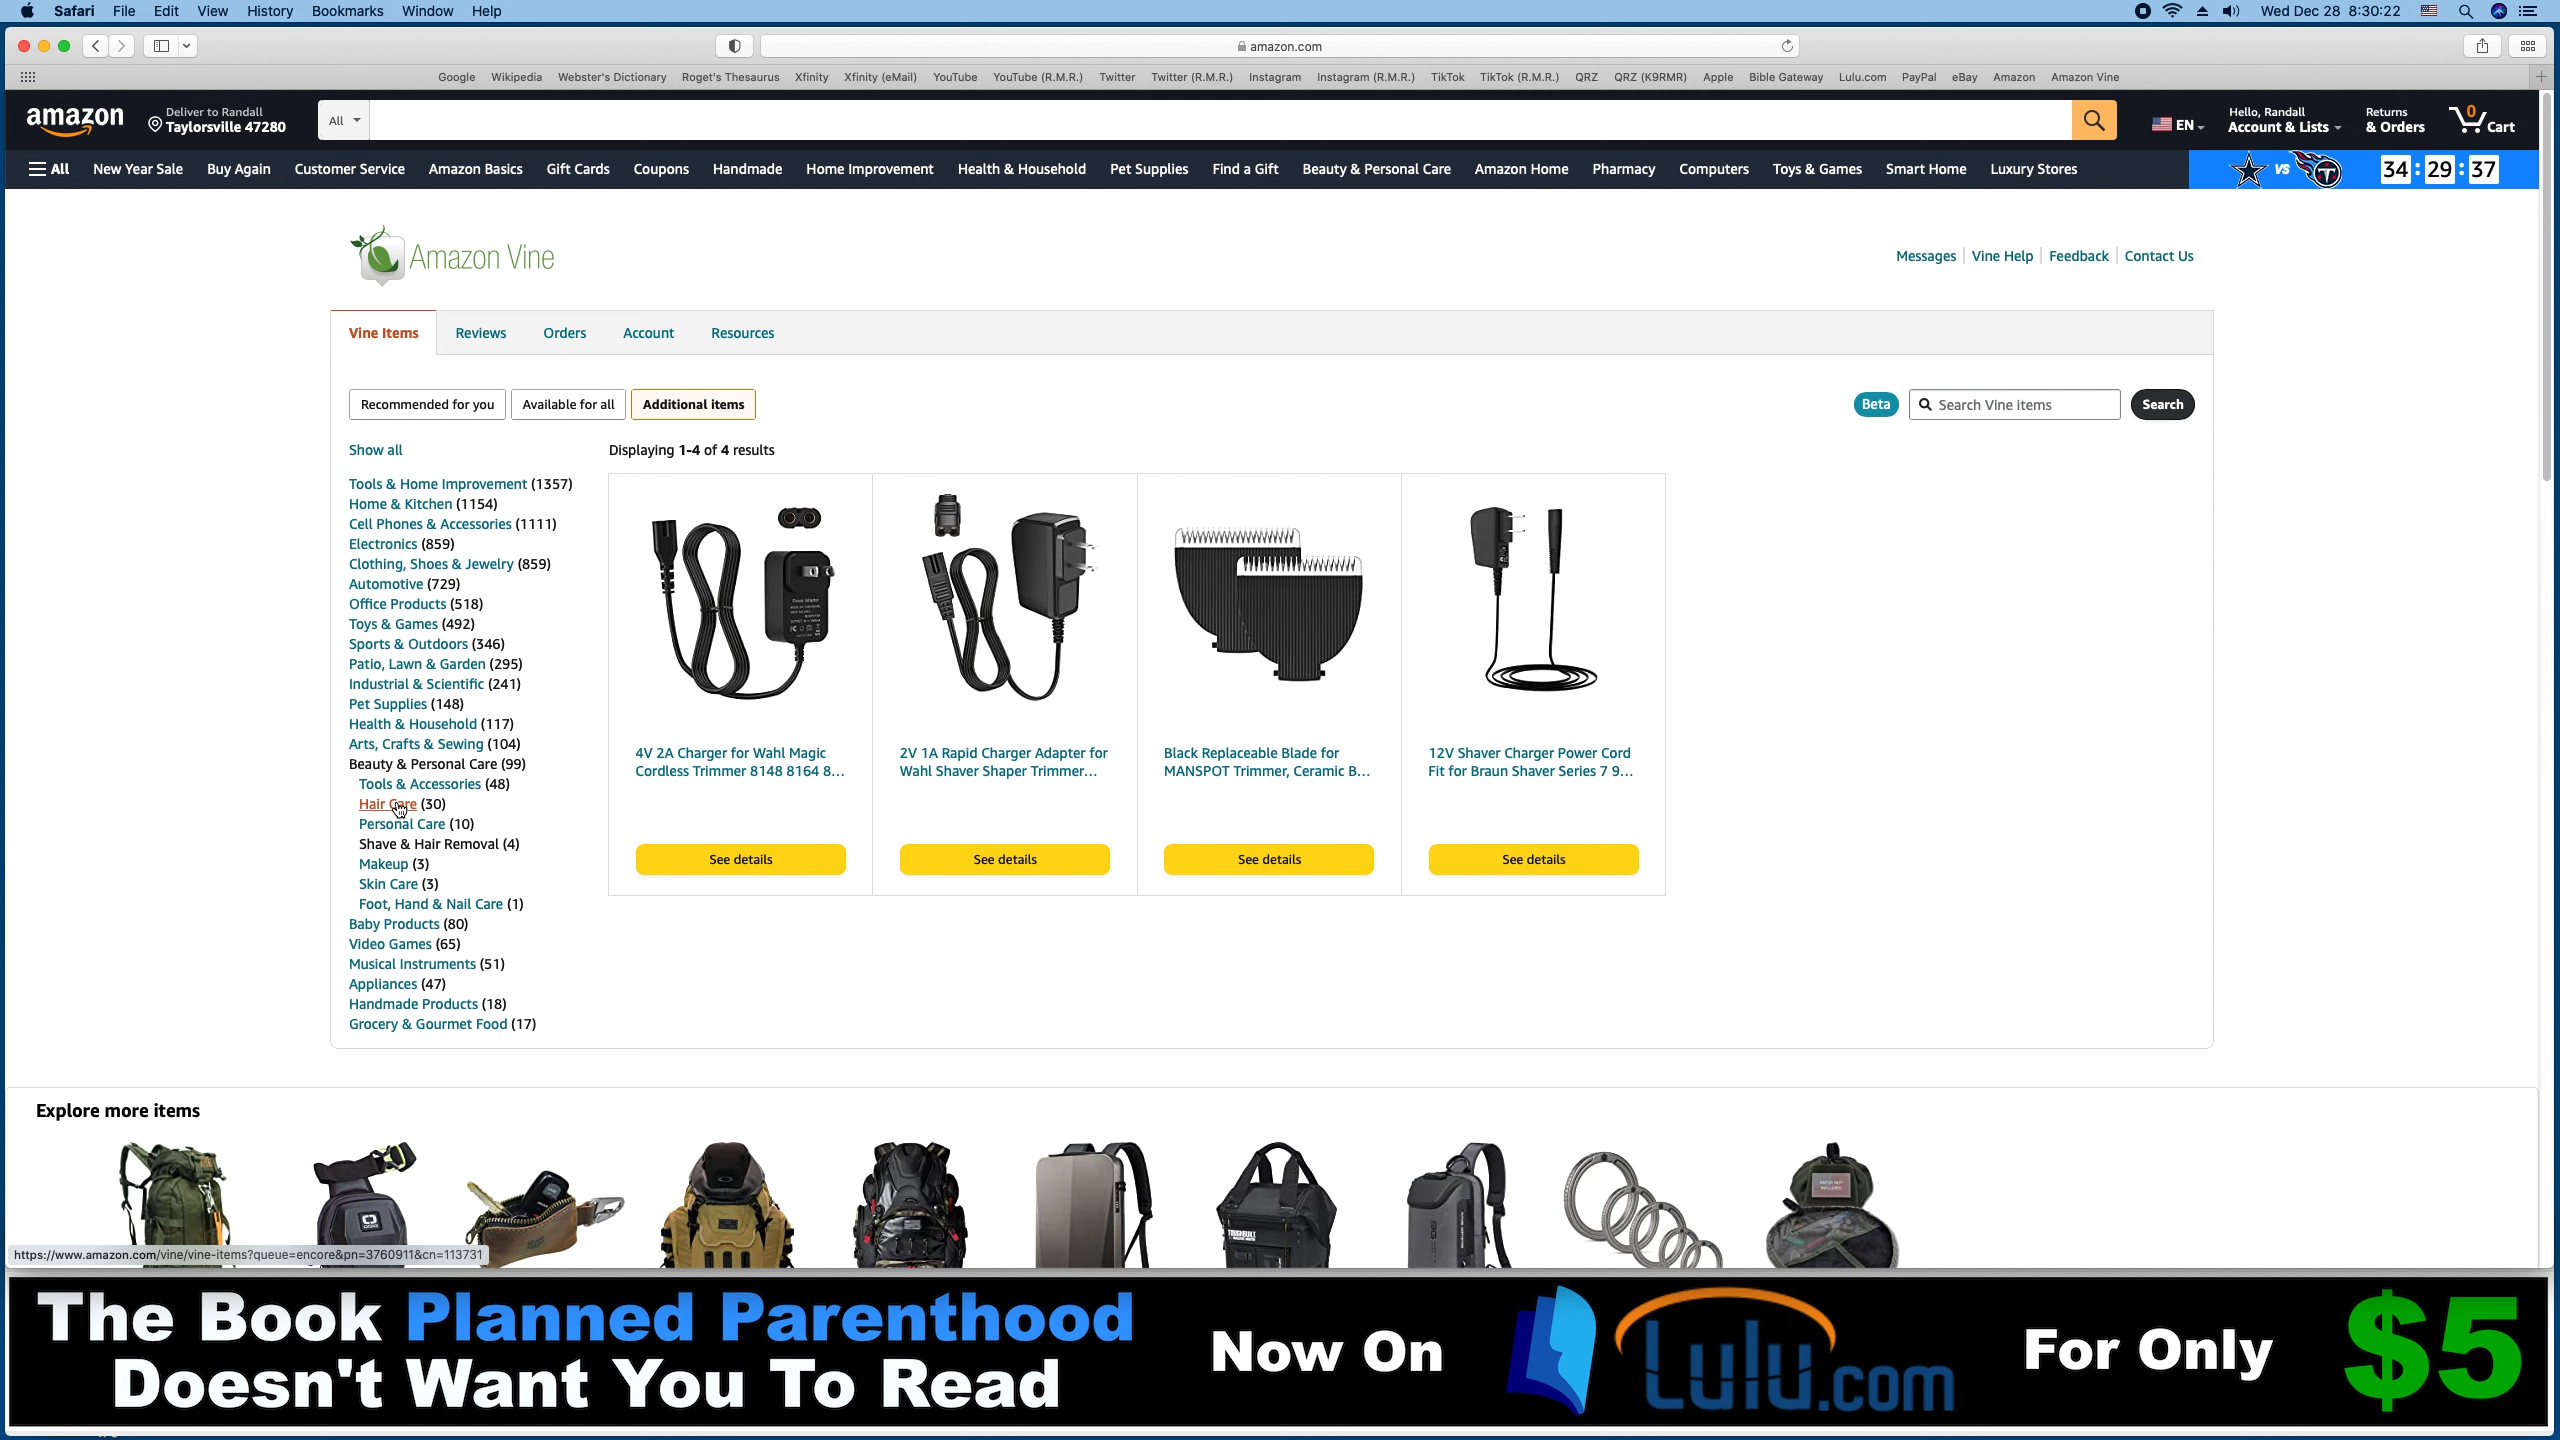 Safari File Edit View History Bookmarks Window Help
Wed Dec 28 8:30:22
amazon.com
Google Wikipedia Webster's Dictionary Roget's Thesaurus Xfinity Xfinity (eMail) YouTube YouTube (R.M.R.) Twitter Twitter (R.M.R.) Instagram Instagram (R.M.R.) TikTok TikTok (R.M.R.) QRZ QRZ (K9RMR) Apple Bible Gateway Lulu.com PayPal eBay Amazon Amazon Vine
amazon
Deliver to Randall
Taylorsville 47280
All
EN
Hello, Randall
Account & Lists
Returns
& Orders
0
Cart
All New Year Sale Buy Again Customer Service Amazon Basics Gift Cards Coupons Handmade Home Improvement Health & Household Pet Supplies Find a Gift Beauty & Personal Care Amazon Home Pharmacy Computers Toys & Games Smart Home Luxury Stores
VS
34:29:37
Amazon Vine
Messages Vine Help Feedback Contact Us
Vine Items Reviews Orders Account Resources
Recommended for you Available for all Additional items
Beta Search Vine items Search
Show all
Displaying 1-4 of 4 results
Tools & Home Improvement (1357)
Home & Kitchen (1154)
Cell Phones & Accessories (1111)
Electronics (859)
Clothing, Shoes & Jewelry (859)
Automotive (729)
Office Products (518)
Toys & Games (492)
Sports & Outdoors (346)
Patio, Lawn & Garden (295)
Industrial & Scientific (241)
Pet Supplies (148)
Health & Household (117)
Arts, Crafts & Sewing (104)
Beauty & Personal Care (99)
Tools & Accessories (48)
Hair Care (30)
Personal Care (10)
Shave & Hair Removal (4)
Makeup (3)
Skin Care (3)
Foot, Hand & Nail Care (1)
Baby Products (80)
Video Games (65)
Musical Instruments (51)
Appliances (47)
Handmade Products (18)
Grocery & Gourmet Food (17)
4V 2A Charger for Wahl Magic
Cordless Trimmer 8148 8164 8...
See details
2V 1A Rapid Charger Adapter for
Wahl Shaver Shaper Trimmer...
See details
Black Replaceable Blade for
MANSPOT Trimmer, Ceramic B...
See details
12V Shaver Charger Power Cord
Fit for Braun Shaver Series 7 9...
See details
Explore more items
https://www.amazon.com/vine/vine-items?queue=encore&pn=3760911&cn=113731
The Book Planned Parenthood
Doesn't Want You To Read
Now On
Lulu.com
For Only
$5